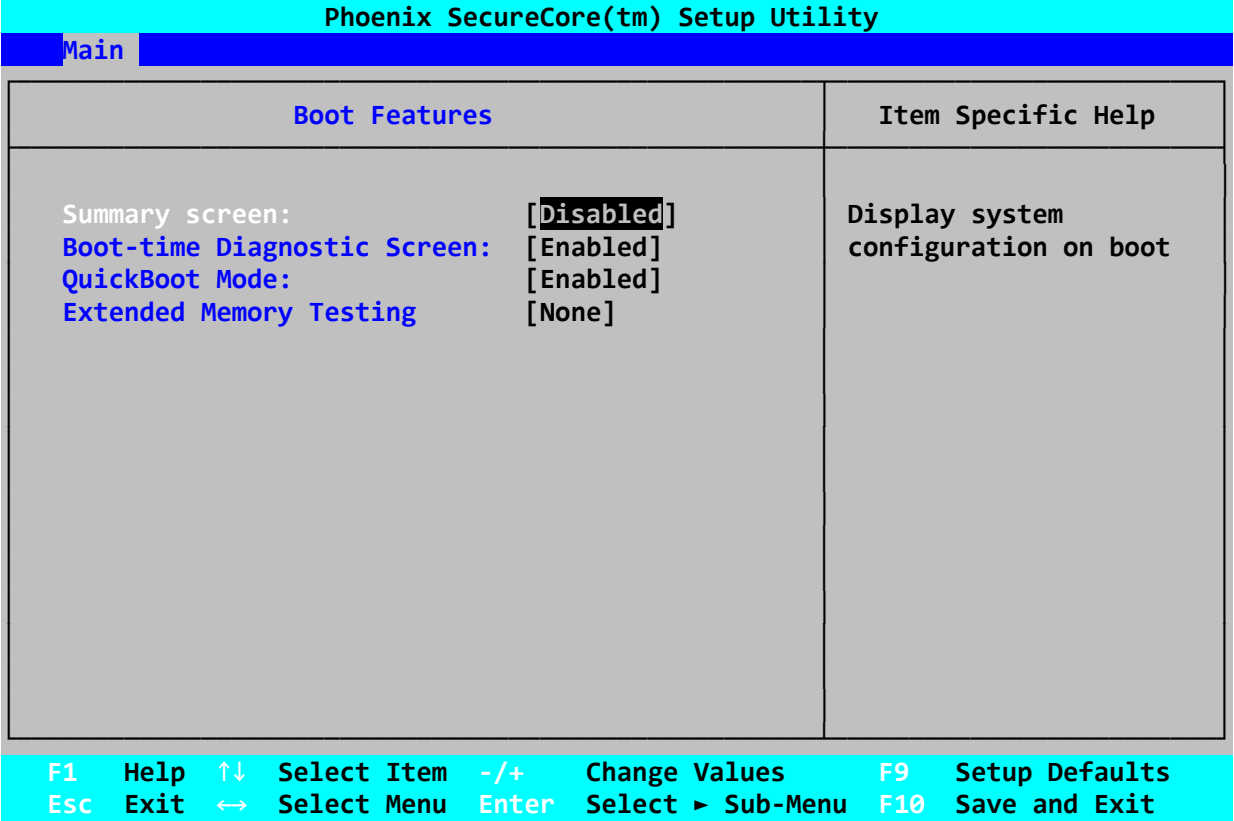 Phoenix SecureCore(tm) Setup Utility
Main
Boot Features
Item Specific Help
Summary screen: [Disabled]
Boot-time Diagnostic Screen: [Enabled]
QuickBoot Mode: [Enabled]
Extended Memory Testing [None]
Display system
configuration on boot
F1 Help ↑↓ Select Item -/+ Change Values F9 Setup Defaults
Esc Exit ↔ Select Menu Enter Select ► Sub-Menu F10 Save and Exit